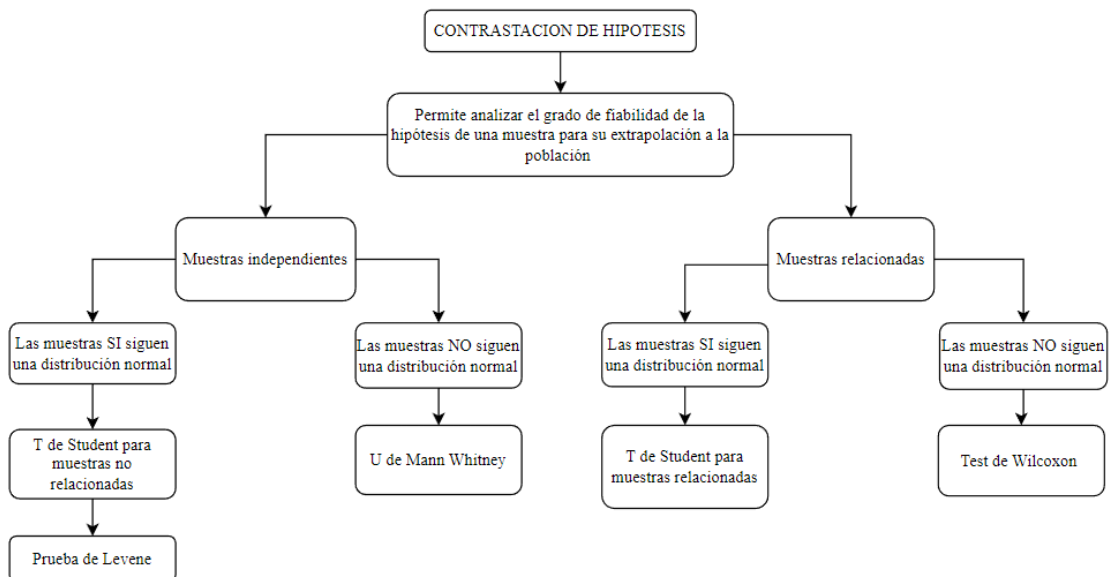 CONTRASTACION DE HIPOTESIS
Permite analizar el grado de fiabilidad de la
hipótesis de una muestra para su extrapolación a la
población
Muestras independientes
Muestras relacionadas
Las muestras SI siguen
una distribución normal
Las muestras NO siguen
una distribución normal
Las muestras SI siguen
una distribución normal
Las muestras NO siguen
una distribución normal
T de Student para
muestras no
relacionadas
U de Mann Whitney
T de Student para
muestras relacionadas
Test de Wilcoxon
Prueba de Levene